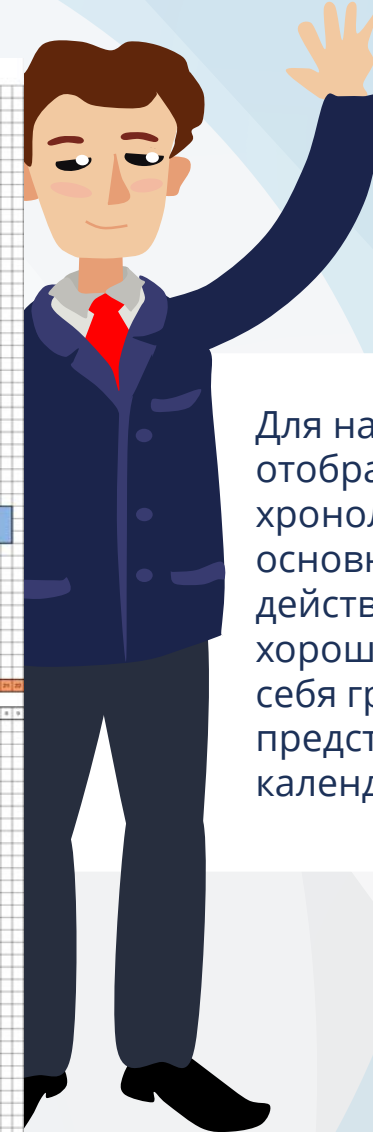 Для на
отобра
хронол
основн
действ
хорош
себя гр
предст
календ